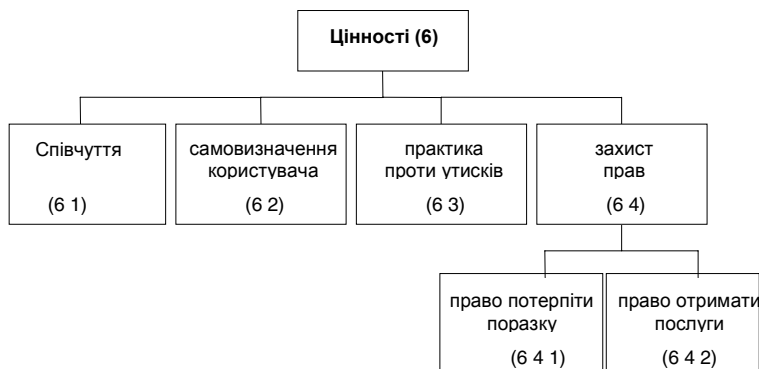 Цінності (6)
Співчуття
(6 1)
самовизначення
користувача
(6 2)
практика
проти утисків
(6 3)
захист
прав
(6 4)
право потерпіти
поразку
(6 4 1)
право отримати
послуги
(6 4 2)